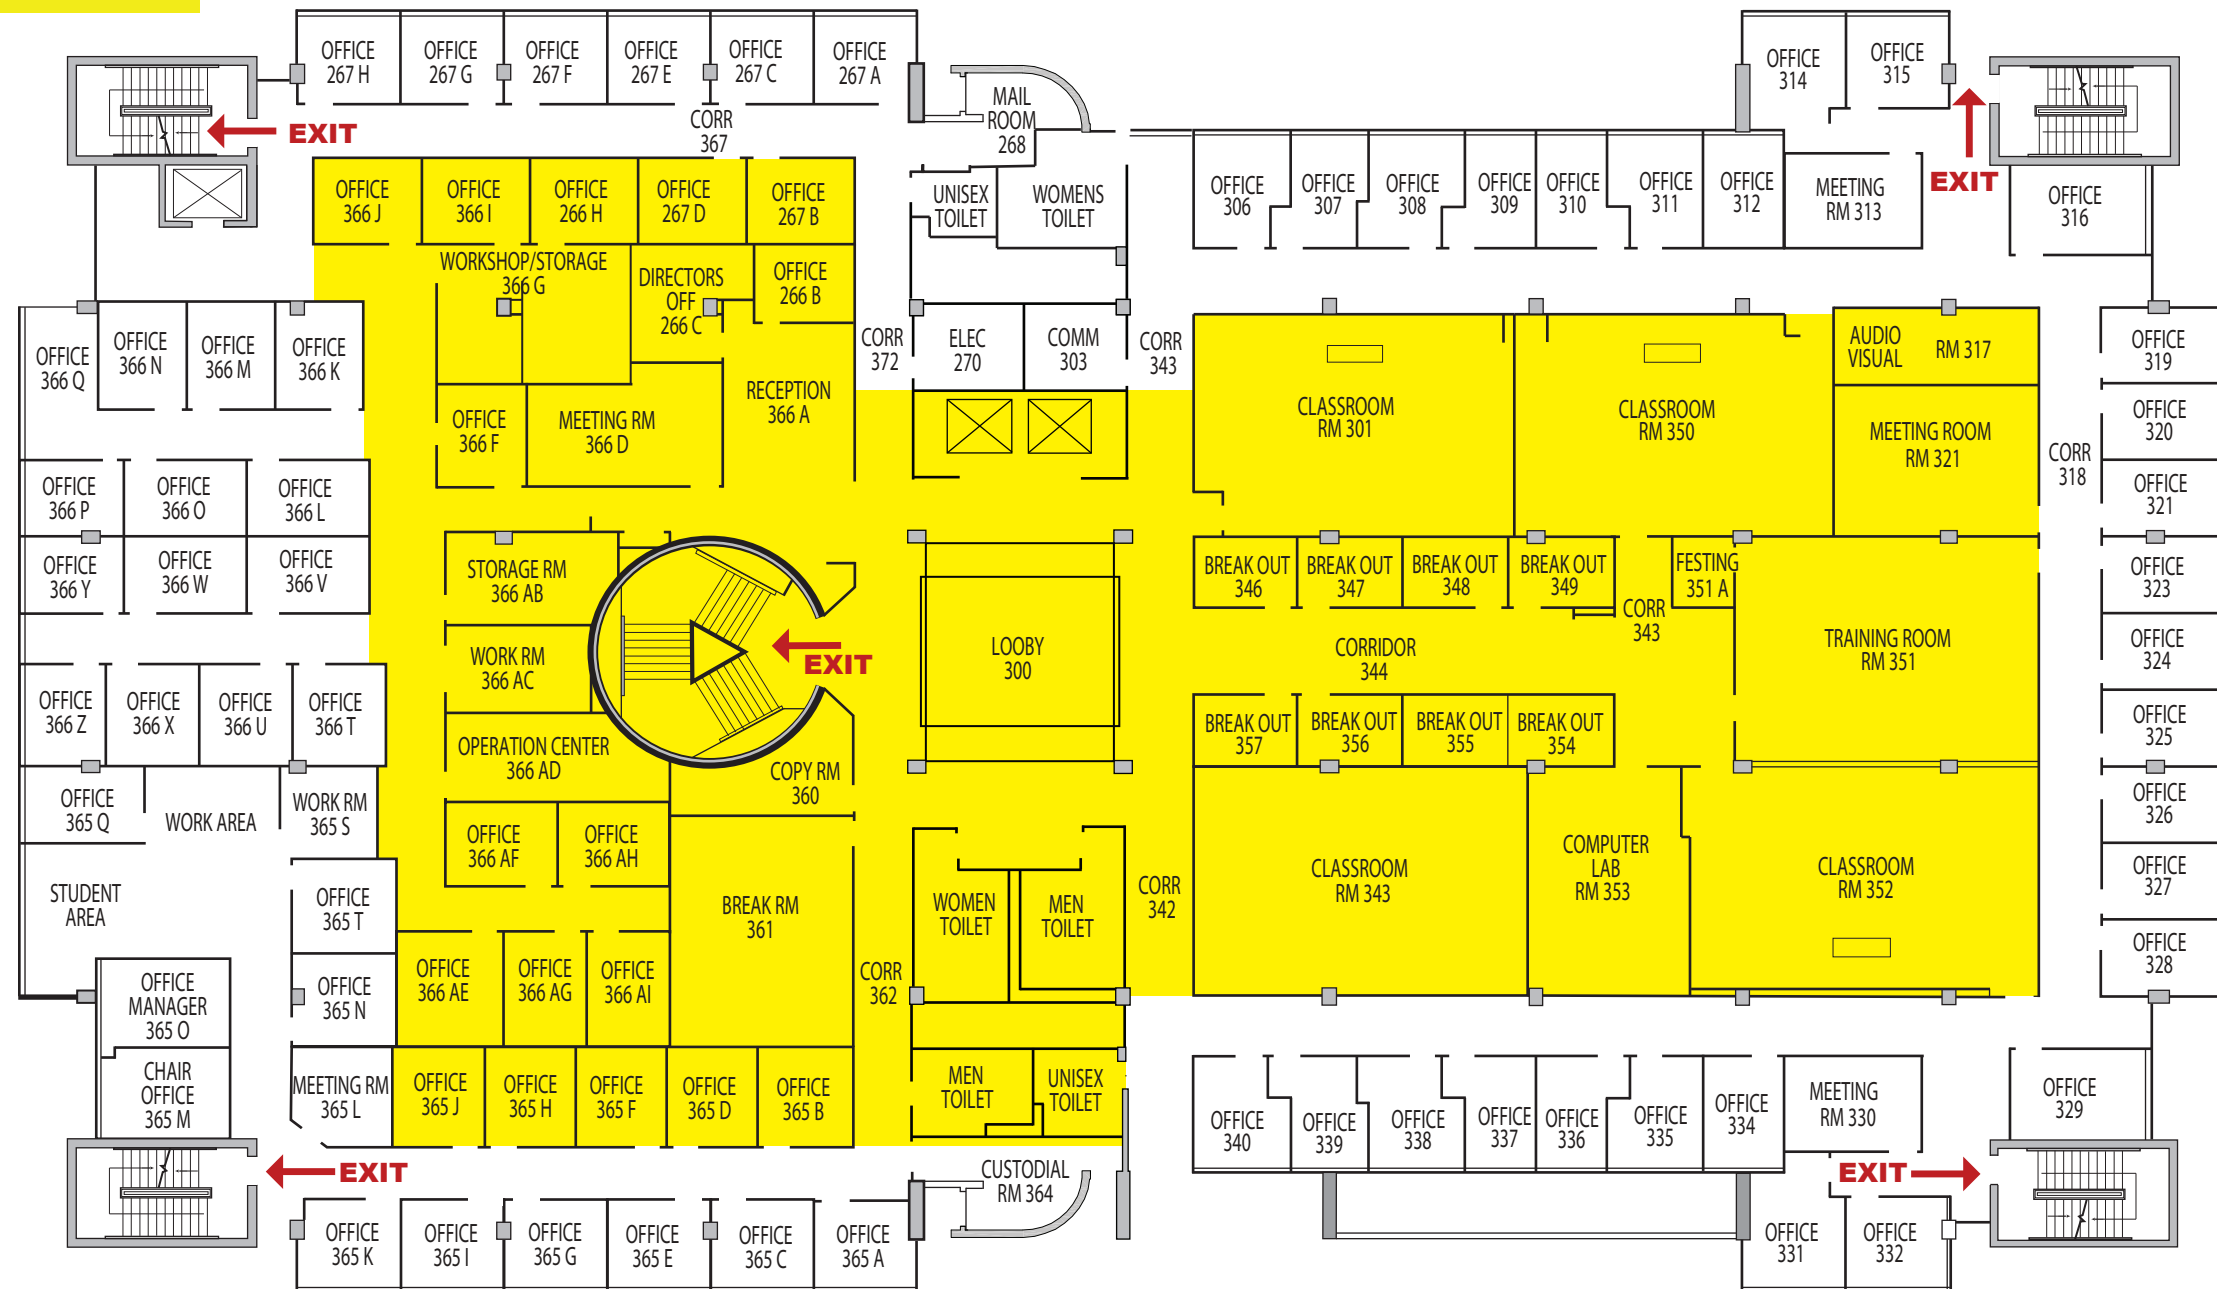 OFFICE
267 H
OFFICE
267 G
OFFICE
267 F
OFFICE
267 E
OFFICE
267 C
OFFICE
267 A
OFFICE
314
OFFICE
315
EXIT
CORR
367
MAIL
ROOM
268
EXIT
OFFICE
366 J
OFFICE
366 I
OFFICE
266 H
OFFICE
267 D
OFFICE
267 B
UNISEX
TOILET
WOMENS
TOILET
OFFICE
306
OFFICE
307
OFFICE
308
OFFICE
309
OFFICE
310
OFFICE
311
OFFICE
312
MEETING
RM 313
OFFICE
316
WORKSHOP/STORAGE
366 G
DIRECTORS
OFF
266 C
OFFICE
266 B
OFFICE
366 Q
OFFICE
366 N
OFFICE
366 M
OFFICE
366 K
CORR
372
ELEC
270
COMM
303
CORR
343
AUDIO
VISUAL
RM 317
OFFICE
319
OFFICE
366 F
MEETING RM
366 D
RECEPTION
366 A
CLASSROOM
RM 301
CLASSROOM
RM 350
MEETING ROOM
RM 321
CORR
318
OFFICE
320
OFFICE
321
OFFICE
366 P
OFFICE
366 O
OFFICE
366 L
OFFICE
366 Y
OFFICE
366 W
OFFICE
366 V
STORAGE RM
366 AB
BREAK OUT
346
BREAK OUT
347
BREAK OUT
348
BREAK OUT
349
FESTING
351 A
OFFICE
323
CORR
343
WORK RM
366 AC
EXIT
LOOBY
300
CORRIDOR
344
TRAINING ROOM
RM 351
OFFICE
324
OFFICE
366 Z
OFFICE
366 X
OFFICE
366 U
OFFICE
366 T
OPERATION CENTER
366 AD
COPY RM
360
BREAK OUT
357
BREAK OUT
356
BREAK OUT
355
BREAK OUT
354
OFFICE
325
OFFICE
365 Q
WORK AREA
WORK RM
365 S
OFFICE
366 AF
OFFICE
366 AH
OFFICE
326
STUDENT
AREA
OFFICE
365 T
BREAK RM
361
WOMEN
TOILET
MEN
TOILET
CORR
342
CLASSROOM
RM 343
COMPUTER
LAB
RM 353
CLASSROOM
RM 352
OFFICE
327
OFFICE
328
OFFICE
MANAGER
365 O
OFFICE
365 N
OFFICE
366 AE
OFFICE
366 AG
OFFICE
366 AI
CORR
362
CHAIR
OFFICE
365 M
MEETING RM
365 L
OFFICE
365 J
OFFICE
365 H
OFFICE
365 F
OFFICE
365 D
OFFICE
365 B
MEN
TOILET
UNISEX
TOILET
OFFICE
340
OFFICE
339
OFFICE
338
OFFICE
337
OFFICE
336
OFFICE
335
OFFICE
334
MEETING
RM 330
OFFICE
329
EXIT
CUSTODIAL
RM 364
EXIT
OFFICE
365 K
OFFICE
365 I
OFFICE
365 G
OFFICE
365 E
OFFICE
365 C
OFFICE
365 A
OFFICE
331
OFFICE
332